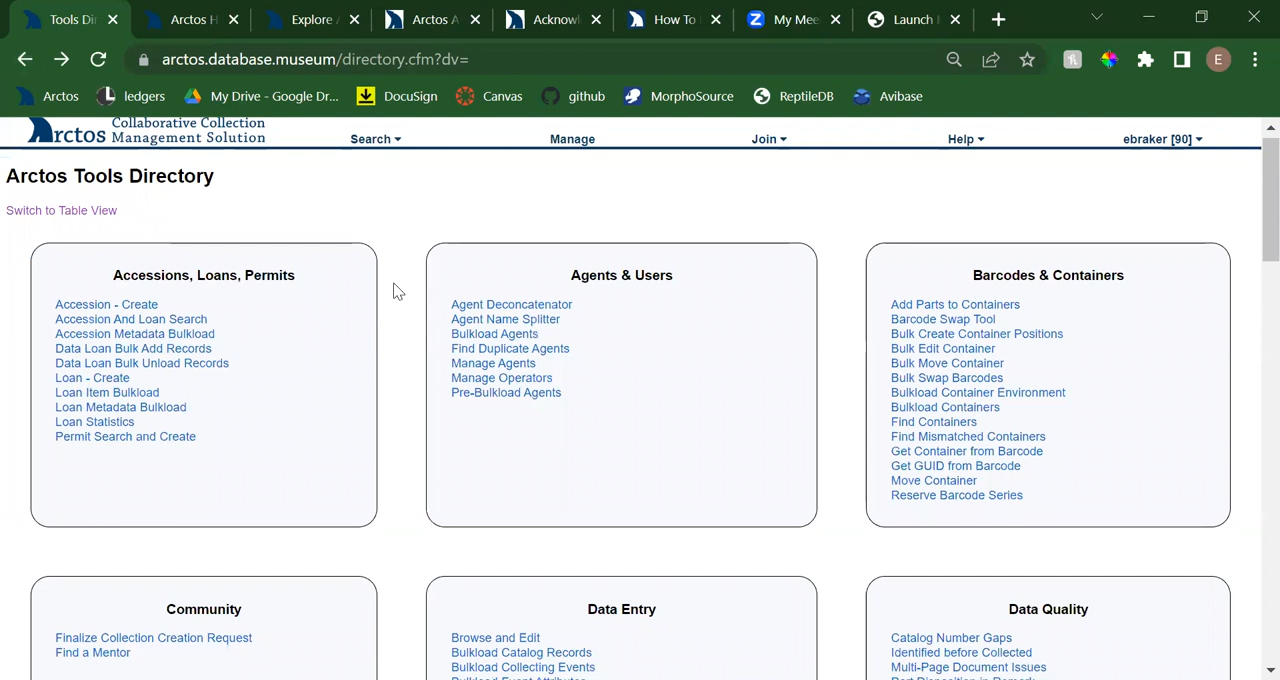 Tools Dir
Arctos H
Explore A
Arctos A
Acknowl
How To
My Mee
Launch
arctos.database.museum/directory.cfm?dv=
E
Arctos
ledgers
My Drive - Google Dr...
DocuSign
Canvas
github
MorphoSource
ReptileDB
Avibase
Arctos
Collaborative Collection
Management Solution
Search
Manage
Join
Help
ebraker [90]
Arctos Tools Directory
Switch to Table View
Accessions, Loans, Permits
Accession - Create
Accession And Loan Search
Accession Metadata Bulkload
Data Loan Bulk Add Records
Data Loan Bulk Unload Records
Loan - Create
Loan Item Bulkload
Loan Metadata Bulkload
Loan Statistics
Permit Search and Create
Agents & Users
Agent Deconcatenator
Agent Name Splitter
Bulkload Agents
Find Duplicate Agents
Manage Agents
Manage Operators
Pre-Bulkload Agents
Barcodes & Containers
Add Parts to Containers
Barcode Swap Tool
Bulk Create Container Positions
Bulk Edit Container
Bulk Move Container
Bulk Swap Barcodes
Bulkload Container Environment
Bulkload Containers
Find Containers
Find Mismatched Containers
Get Container from Barcode
Get GUID from Barcode
Move Container
Reserve Barcode Series
Community
Finalize Collection Creation Request
Find a Mentor
Data Entry
Browse and Edit
Bulkload Catalog Records
Bulkload Collecting Events
Bulkload Event Attributes
Data Quality
Catalog Number Gaps
Identified before Collected
Multi-Page Document Issues
Part Disposition in Remark